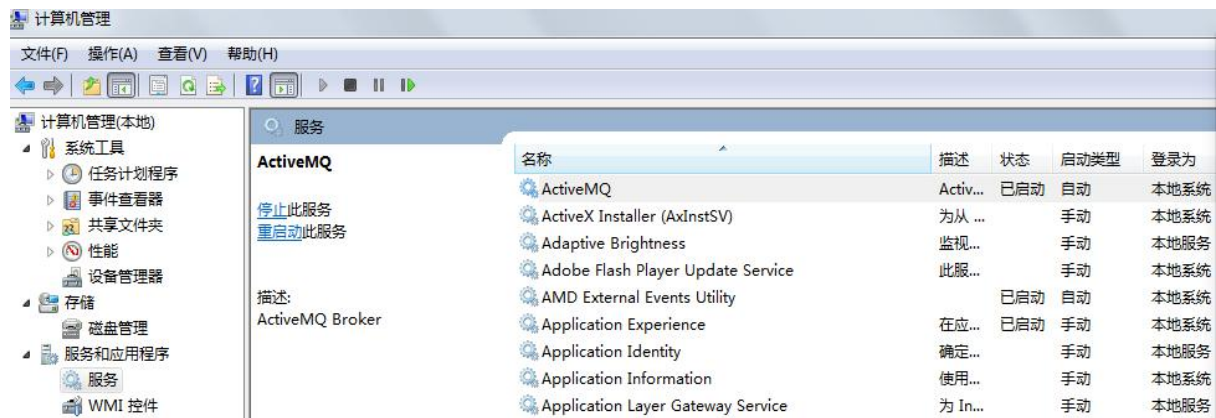 计算机管理
文件(F) 操作(A) 查看(V) 帮助(H)
计算机管理(本地)
系统工具
任务计划程序
事件查看器
共享文件夹
性能
设备管理器
存储
磁盘管理
服务和应用程序
服务
WMI 控件
服务
ActiveMQ
停止此服务
重启动此服务
描述:
ActiveMQ Broker
名称 描述 状态 启动类型 登录为
ActiveMQ Activ... 已启动 自动 本地系统
ActiveX Installer (AxInstSV) 为从 ... 手动 本地系统
Adaptive Brightness 监视... 手动 本地服务
Adobe Flash Player Update Service 此服... 手动 本地系统
AMD External Events Utility 已启动 自动 本地系统
Application Experience 在应... 已启动 手动 本地系统
Application Identity 确定... 手动 本地服务
Application Information 使用... 手动 本地系统
Application Layer Gateway Service 为 In... 手动 本地服务